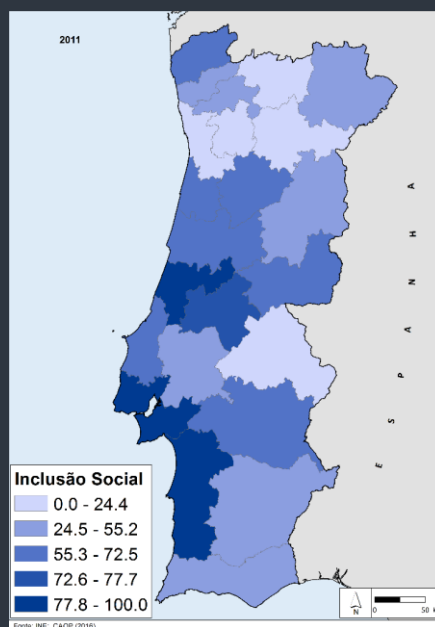 2011
ESPANHA
Inclusão Social
0.0 - 24.4
24.5 - 55.2
55.3 - 72.5
72.6 - 77.7
77.8 - 100.0
N
0 50 K
Fonte: INE; CAOP (2016)